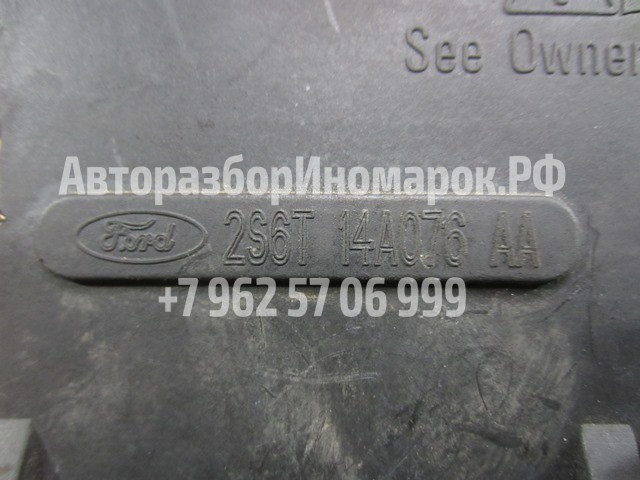 See Owner
АвторазборИномарок.РФ
Ford 2S6T 14A076 AA
+7 962 57 06 999